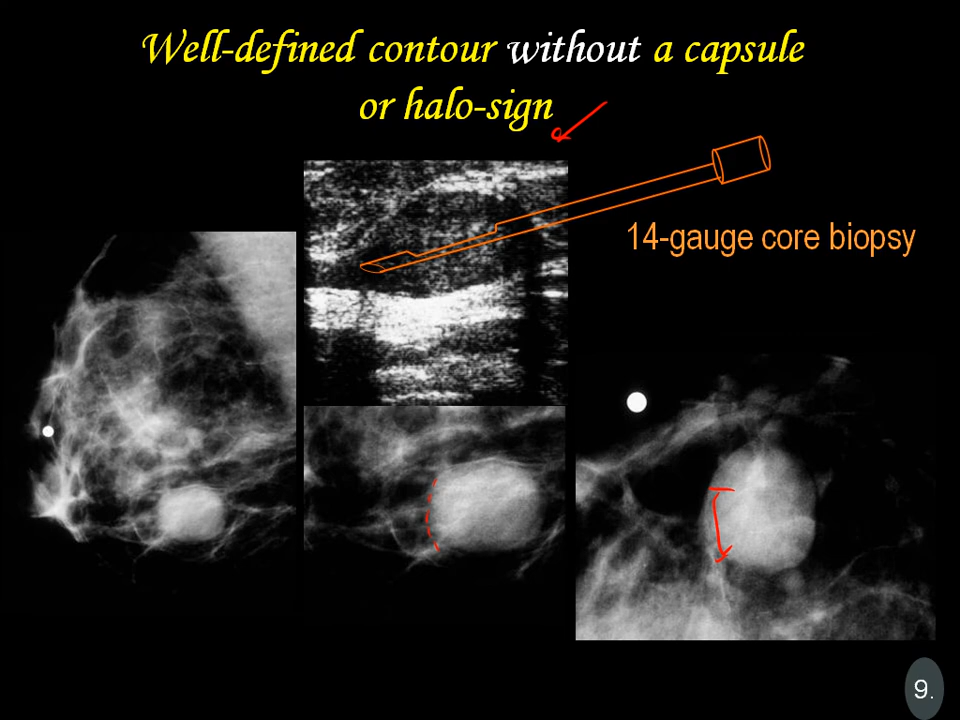 Well-defined contour without a capsule
or halo-sign
14-gauge core biopsy
9.